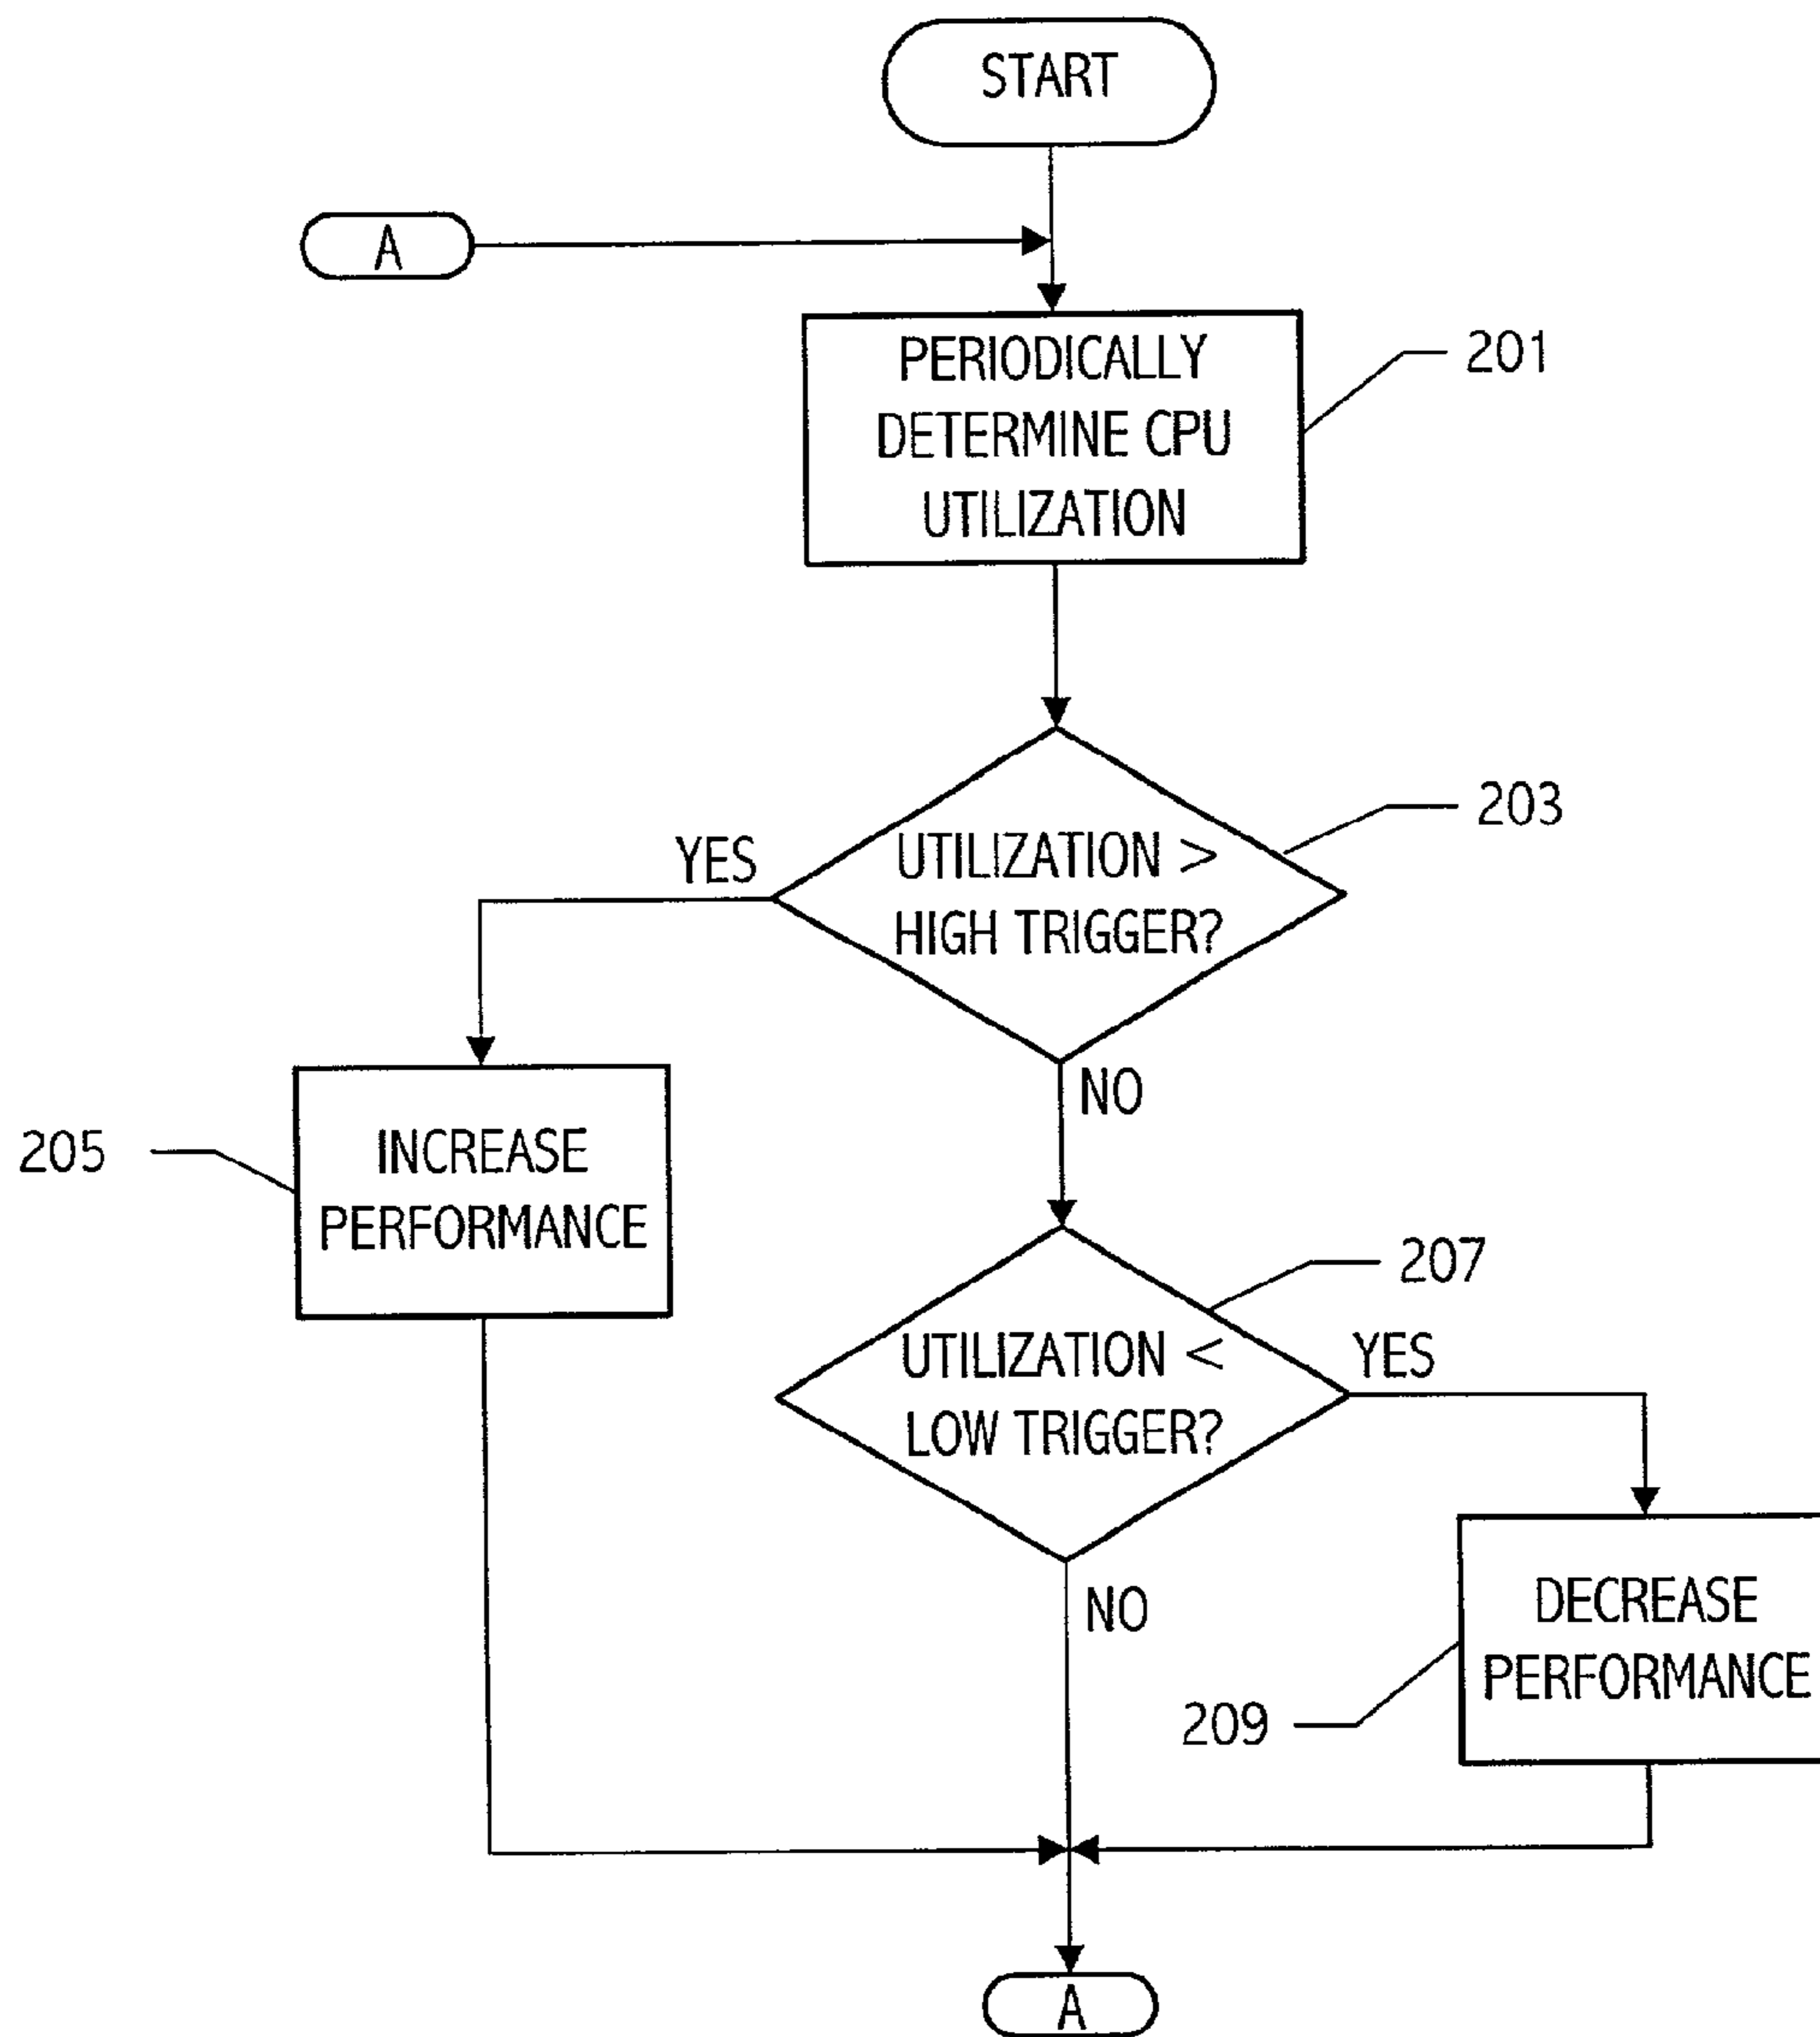 START
A
PERIODICALLY
DETERMINE CPU
UTILIZATION
201
UTILIZATION >
HIGH TRIGGER?
203
YES
NO
205
INCREASE
PERFORMANCE
207
UTILIZATION <
LOW TRIGGER?
YES
NO
DECREASE
PERFORMANCE
209
A